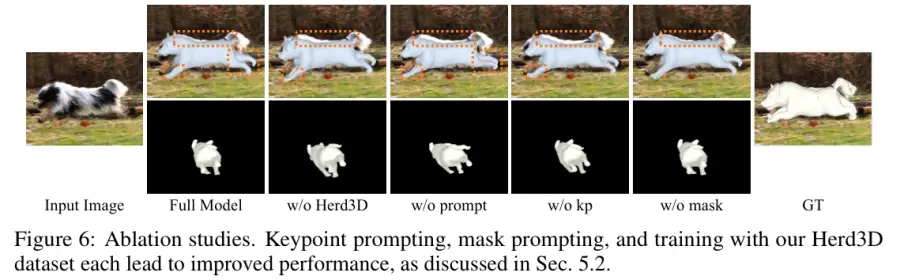 Input Image Full Model w/o Herd3D w/o prompt w/o kp w/o mask GT
Figure 6: Ablation studies. Keypoint prompting, mask prompting, and training with our Herd3D
dataset each lead to improved performance, as discussed in Sec. 5.2.